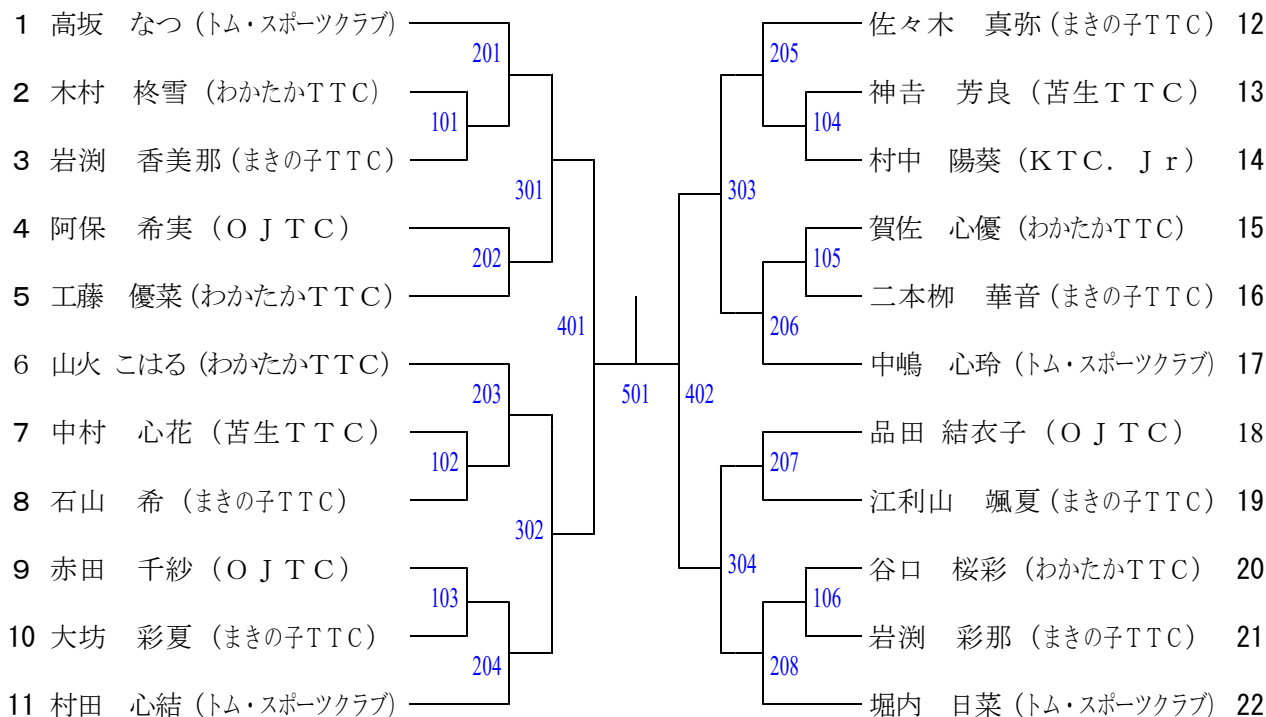 1 高坂 なつ (トム・スポーツクラブ)
201
2 木村 柊雪 (わかたかTTC)
101
3 岩渕 香美那 (まきの子TTC)
301
4 阿保 希実 (OJTC)
202
5 工藤 優菜 (わかたかTTC)
401
6 山火 こはる (わかたかTTC)
203
7 中村 心花 (苫生TTC)
102
8 石山 希 (まきの子TTC)
302
9 赤田 千紗 (OJTC)
103
10 大坊 彩夏 (まきの子TTC)
204
11 村田 心結 (トム・スポーツクラブ)
501
佐々木 真弥 (まきの子TTC) 12
205
神𠮷 芳良 (苫生TTC) 13
104
村中 陽葵 (KTC. Jr) 14
303
賀佐 心優 (わかたかTTC) 15
105
二本栁 華音 (まきの子TTC) 16
206
中嶋 心玲 (トム・スポーツクラブ) 17
402
品田 結衣子 (OJTC) 18
207
江利山 颯夏 (まきの子TTC) 19
304
谷口 桜彩 (わかたかTTC) 20
106
岩渕 彩那 (まきの子TTC) 21
208
堀内 日菜 (トム・スポーツクラブ) 22